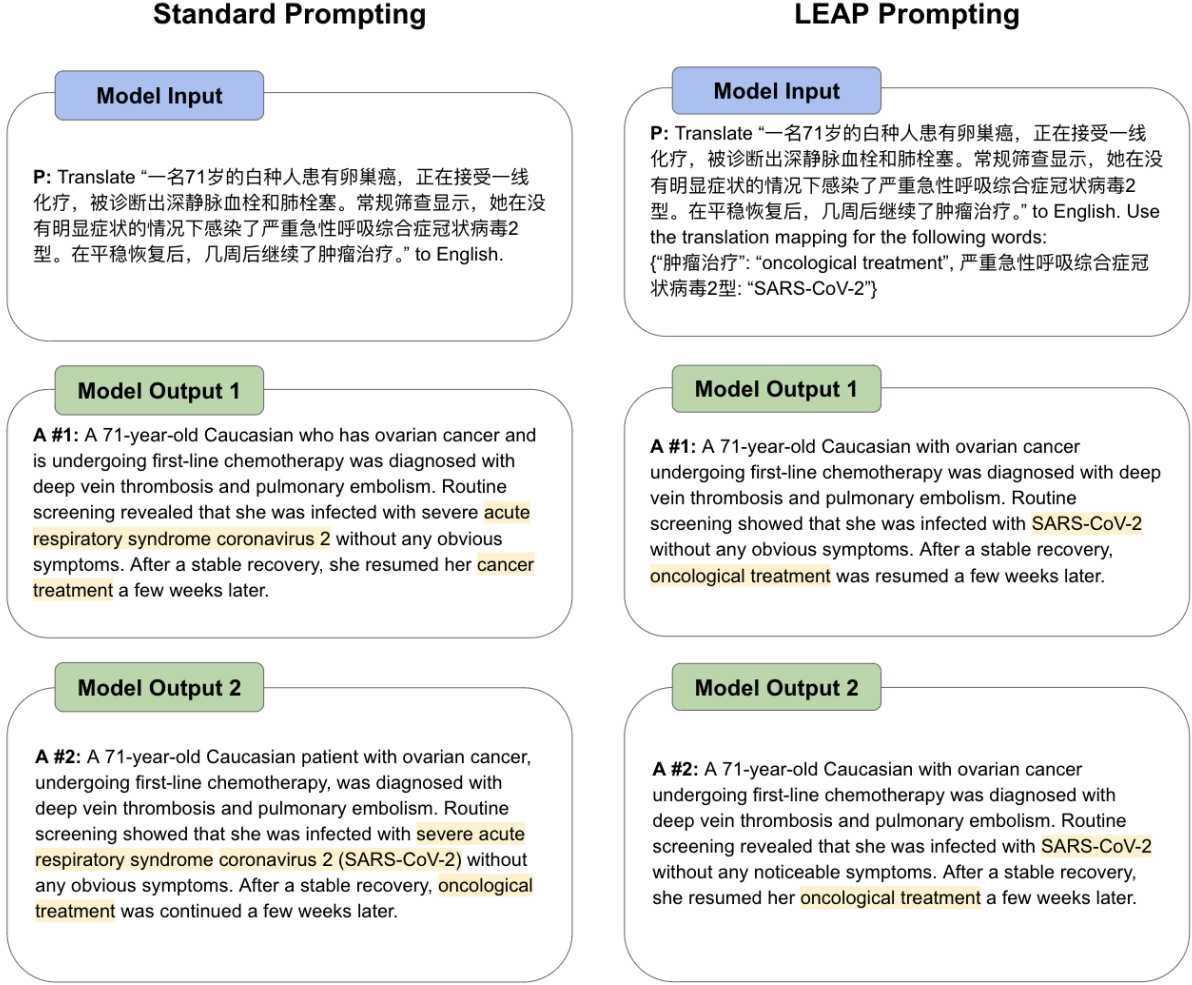 Standard Prompting
Model Input
P: Translate “一名71岁的白种人患有卵巢癌，正在接受一线
化疗，被诊断出深静脉血栓和肺栓塞。常规筛查显示，她在没
有明显症状的情况下感染了严重急性呼吸综合症冠状病毒2
型。在平稳恢复后，几周后继续了肿瘤治疗。” to English.
Model Output 1
A #1: A 71-year-old Caucasian who has ovarian cancer and
is undergoing first-line chemotherapy was diagnosed with
deep vein thrombosis and pulmonary embolism. Routine
screening revealed that she was infected with severe acute
respiratory syndrome coronavirus 2 without any obvious
symptoms. After a stable recovery, she resumed her cancer
treatment a few weeks later.
Model Output 2
A #2: A 71-year-old Caucasian patient with ovarian cancer,
undergoing first-line chemotherapy, was diagnosed with
deep vein thrombosis and pulmonary embolism. Routine
screening showed that she was infected with severe acute
respiratory syndrome coronavirus 2 (SARS-CoV-2) without
any obvious symptoms. After a stable recovery, oncological
treatment was continued a few weeks later.
LEAP Prompting
Model Input
P: Translate “一名71岁的白种人患有卵巢癌，正在接受一线
化疗，被诊断出深静脉血栓和肺栓塞。常规筛查显示，她在没
有明显症状的情况下感染了严重急性呼吸综合症冠状病毒2
型。在平稳恢复后，几周后继续了肿瘤治疗。” to English. Use
the translation mapping for the following words:
{“肿瘤治疗”: “oncological treatment”, 严重急性呼吸综合症冠
状病毒2型: “SARS-CoV-2”}
Model Output 1
A #1: A 71-year-old Caucasian with ovarian cancer
undergoing first-line chemotherapy was diagnosed with deep
vein thrombosis and pulmonary embolism. Routine
screening showed that she was infected with SARS-CoV-2
without any obvious symptoms. After a stable recovery,
oncological treatment was resumed a few weeks later.
Model Output 2
A #2: A 71-year-old Caucasian with ovarian cancer
undergoing first-line chemotherapy was diagnosed with
deep vein thrombosis and pulmonary embolism. Routine
screening revealed that she was infected with SARS-CoV-2
without any noticeable symptoms. After a stable recovery,
she resumed her oncological treatment a few weeks later.